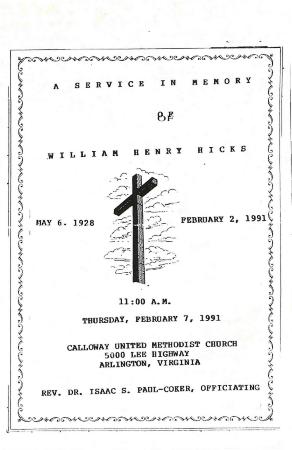 A SERVICE IN MEMORY
OF
WILLIAM HENRY HICKS
MAY 6. 1928 FEBRUARY 2, 1991
11:00 A.M.
THURSDAY, FEBRUARY 7, 1991
CALLOWAY UNITED METHODIST CHURCH
5000 LEE HIGHWAY
ARLINGTON, VIRGINIA
REV. DR. ISAAC S. PAUL-COKER, OFFICIATING